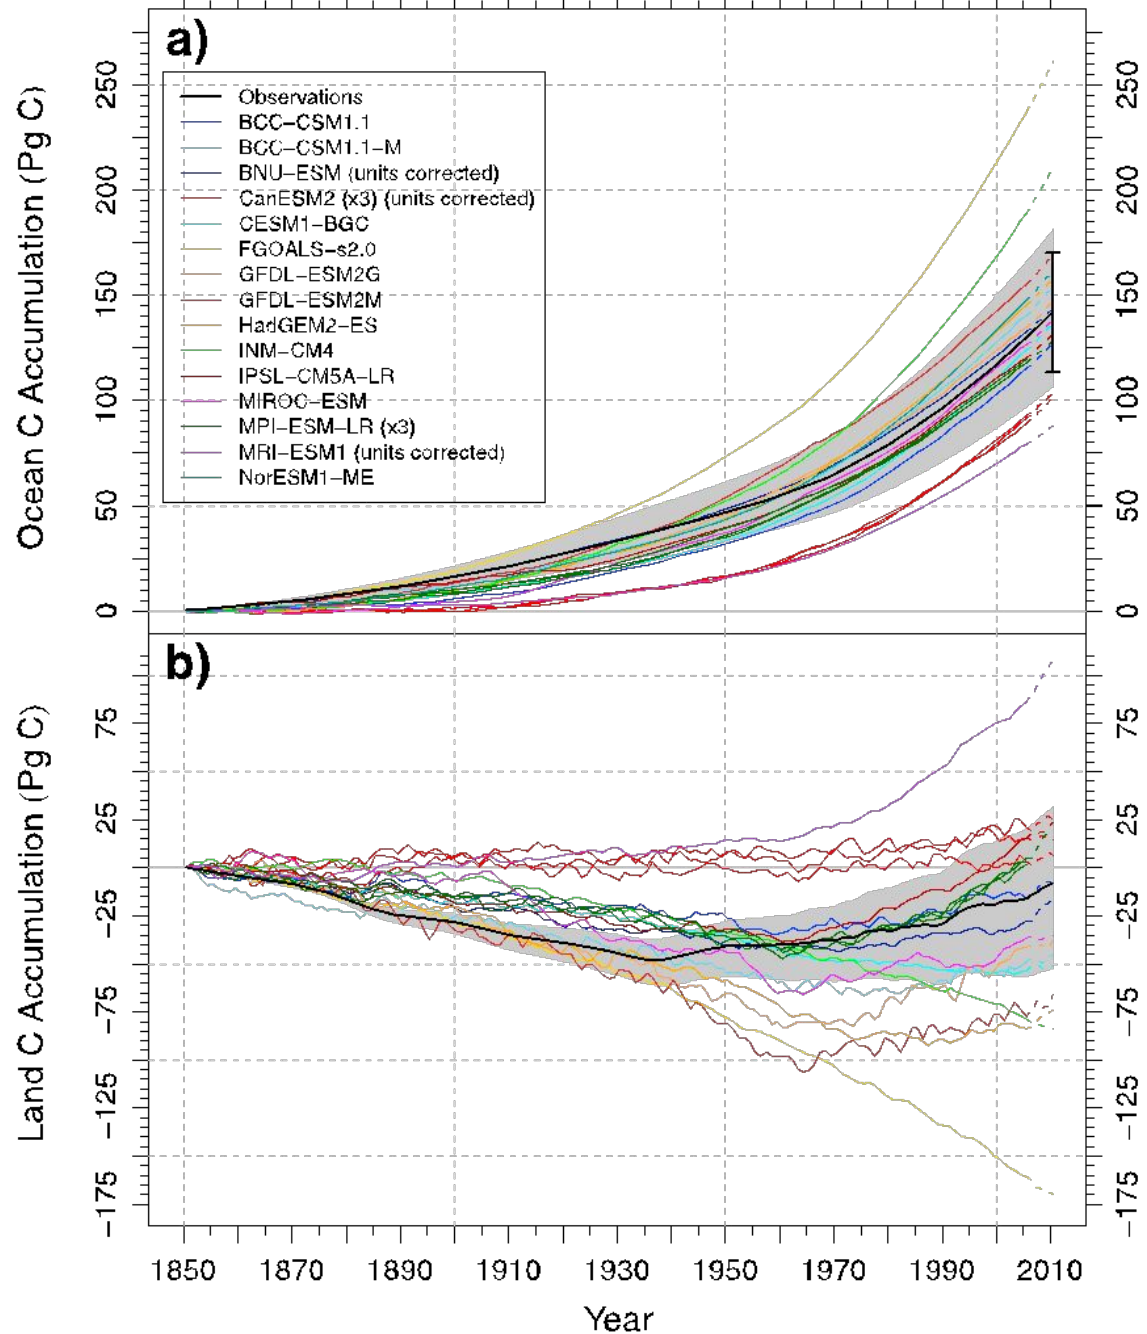 a)
Ocean C Accumulation (Pg C)
250
200
150
100
50
0
Observations
BCC−CSM1.1
BCC−CSM1.1−M
BNU−ESM (units corrected)
CanESM2 (x3) (units corrected)
CESM1−BGC
FGOALS−s2.0
GFDL−ESM2G
GFDL−ESM2M
HadGEM2−ES
INM−CM4
IPSL−CM5A−LR
MIROC−ESM
MPI−ESM−LR (x3)
MRI−ESM1 (units corrected)
NorESM1−ME
250
200
150
100
50
0
b)
Land C Accumulation (Pg C)
75
25
−25
−75
−125
−175
75
25
−25
−75
−125
−175
1850 1870 1890 1910 1930 1950 1970 1990 2010
Year